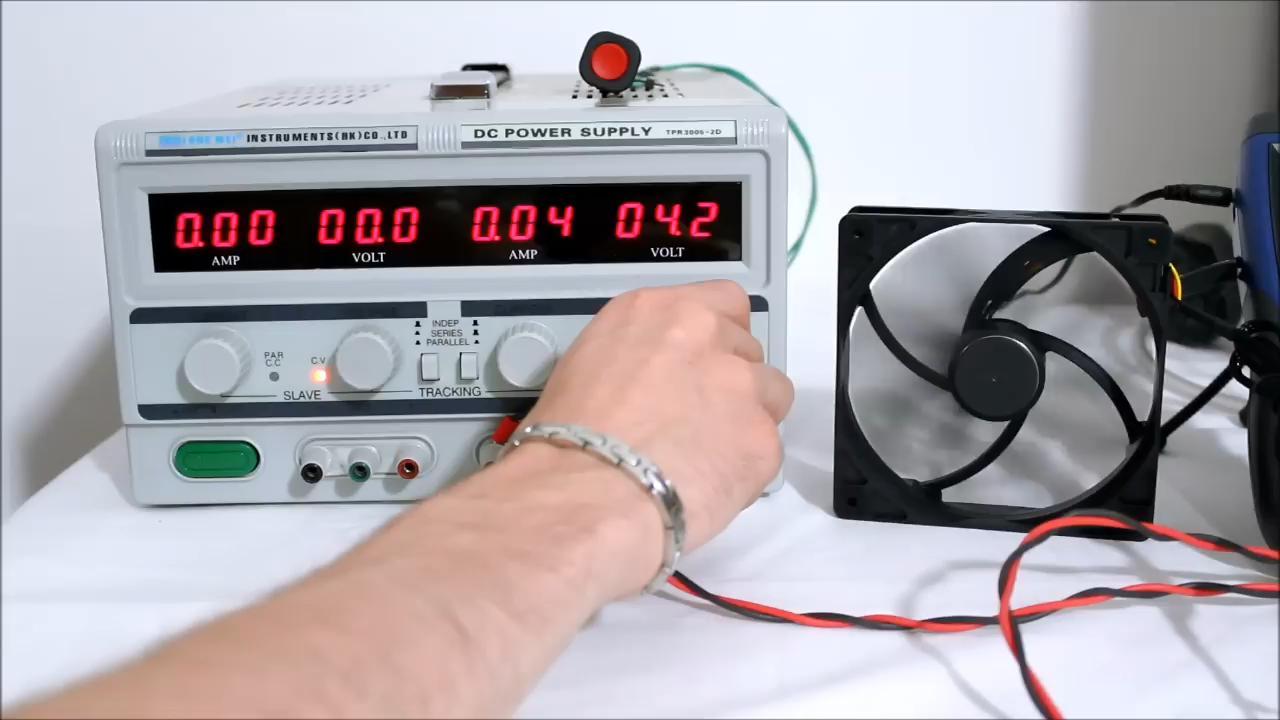 INSTRUMENTS(HK)CO.,LTD
DC POWER SUPPLY TPR3005-2D
0.00 00.0 0.04 04.2
AMP VOLT AMP VOLT
INDEP
SERIES
PARALLEL
PAR
C.C
C.V
SLAVE
TRACKING